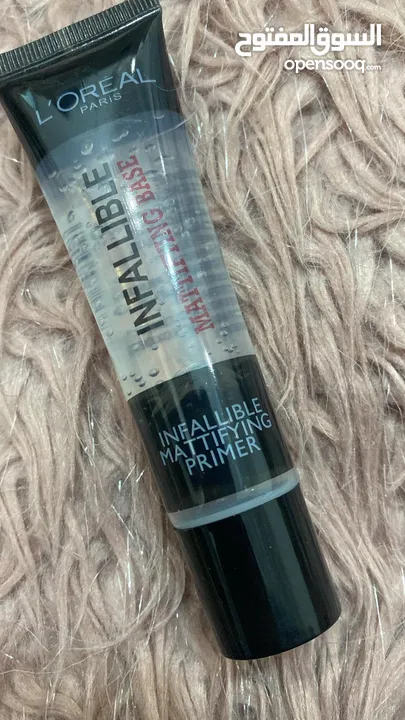 السوق المفتوح
opensooq.com
L'ORÉAL
PARIS
INFALLIBLE
MATTIFYING BASE
INFALLIBLE
MATTIFYING
PRIMER